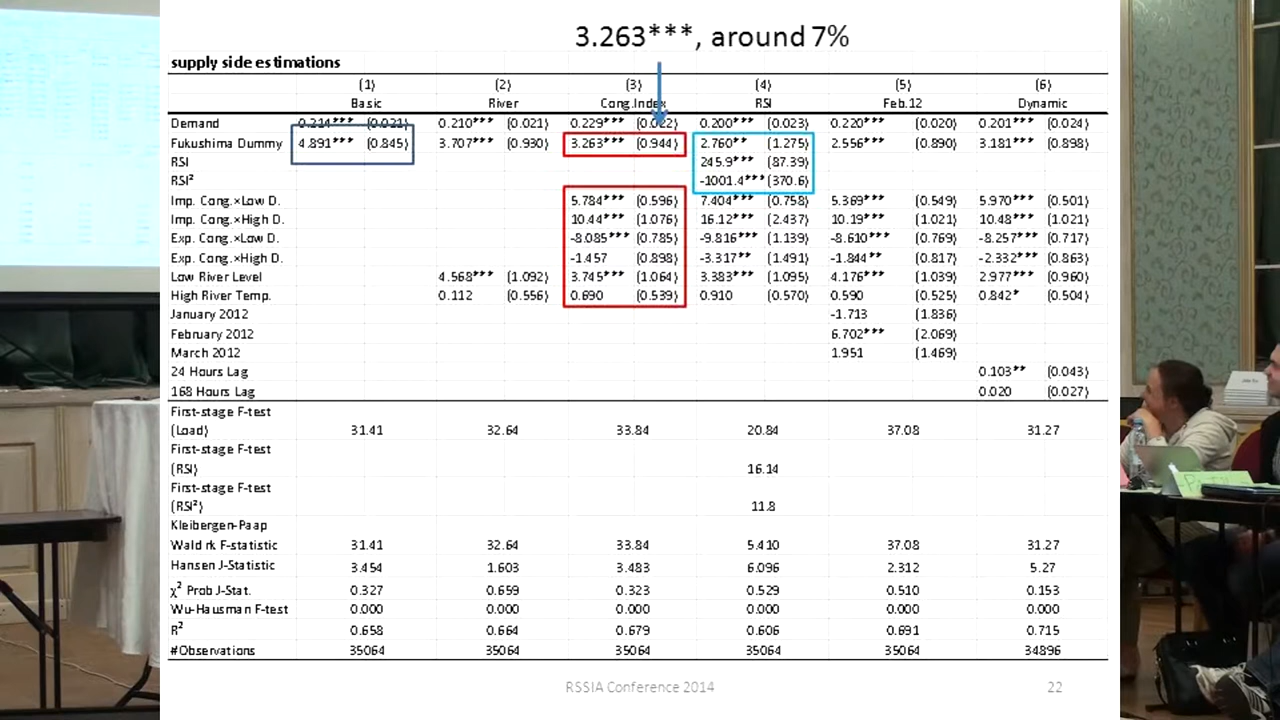 3.263***, around 7%
supply side estimations
(1) (2) (3) (4) (5) (6)
Basic River Cong.Index RSI Feb.12 Dynamic
Demand 0.214*** (0.021) 0.210*** (0.021) 0.229*** (0.022) 0.200*** (0.023) 0.220*** (0.020) 0.201*** (0.024)
Fukushima Dummy 4.891*** (0.845) 3.707*** (0.930) 3.263*** (0.944) 2.760** (1.275) 2.556*** (0.890) 3.181*** (0.898)
RSI 245.9*** (87.39)
RSI² -1001.4*** (370.6)
Imp. Cong.×Low D. 5.784*** (0.596) 7.404*** (0.758) 5.369*** (0.549) 5.970*** (0.501)
Imp. Cong.×High D. 10.44*** (1.076) 16.12*** (2.437) 10.19*** (1.021) 10.48*** (1.021)
Exp. Cong.×Low D. -8.085*** (0.785) -9.816*** (1.139) -8.610*** (0.769) -8.257*** (0.717)
Exp. Cong.×High D. -1.457 (0.898) -3.317** (1.491) -1.844** (0.817) -2.332*** (0.863)
Low River Level 4.568*** (1.092) 3.745*** (1.064) 3.383*** (1.095) 4.176*** (1.039) 2.977*** (0.960)
High River Temp. 0.112 (0.556) 0.690 (0.539) 0.910 (0.570) 0.590 (0.525) 0.842* (0.504)
January 2012 -1.713 (1.836)
February 2012 6.702*** (2.069)
March 2012 1.951 (1.469)
24 Hours Lag 0.103** (0.043)
168 Hours Lag 0.020 (0.027)
First-stage F-test
(Load) 31.41 32.64 33.84 20.84 37.08 31.27
First-stage F-test
(RSI) 16.14
First-stage F-test
(RSI²) 11.8
Kleibergen-Paap
Wald rk F-statistic 31.41 32.64 33.84 5.410 37.08 31.27
Hansen J-Statistic 3.454 1.603 3.483 6.096 2.312 5.27
χ² Prob J-Stat. 0.327 0.659 0.323 0.529 0.510 0.153
Wu-Hausman F-test 0.000 0.000 0.000 0.000 0.000 0.000
R² 0.658 0.664 0.679 0.606 0.691 0.715
#Observations 35064 35064 35064 35064 35064 34896
RSSIA Conference 2014 22